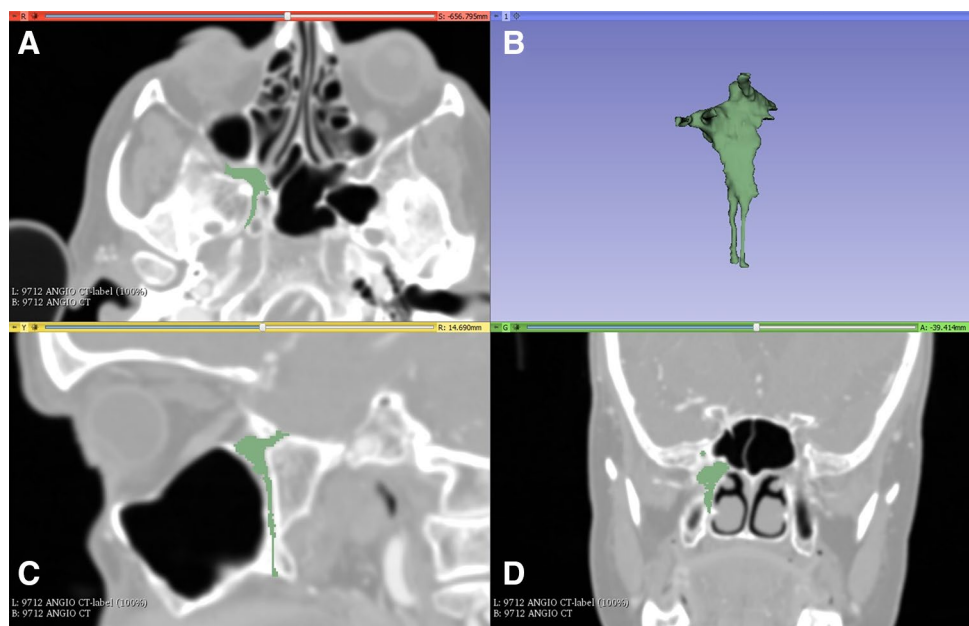 R
S: -656.795mm
1
A
B
L: 9712 ANGIO CT-label (100%)
B: 9712 ANGIO CT
Y
R: 14.690mm
G
A: -39.414mm
C
D
L: 9712 ANGIO CT-label (100%)
B: 9712 ANGIO CT
L: 9712 ANGIO CT-label (100%)
B: 9712 ANGIO CT